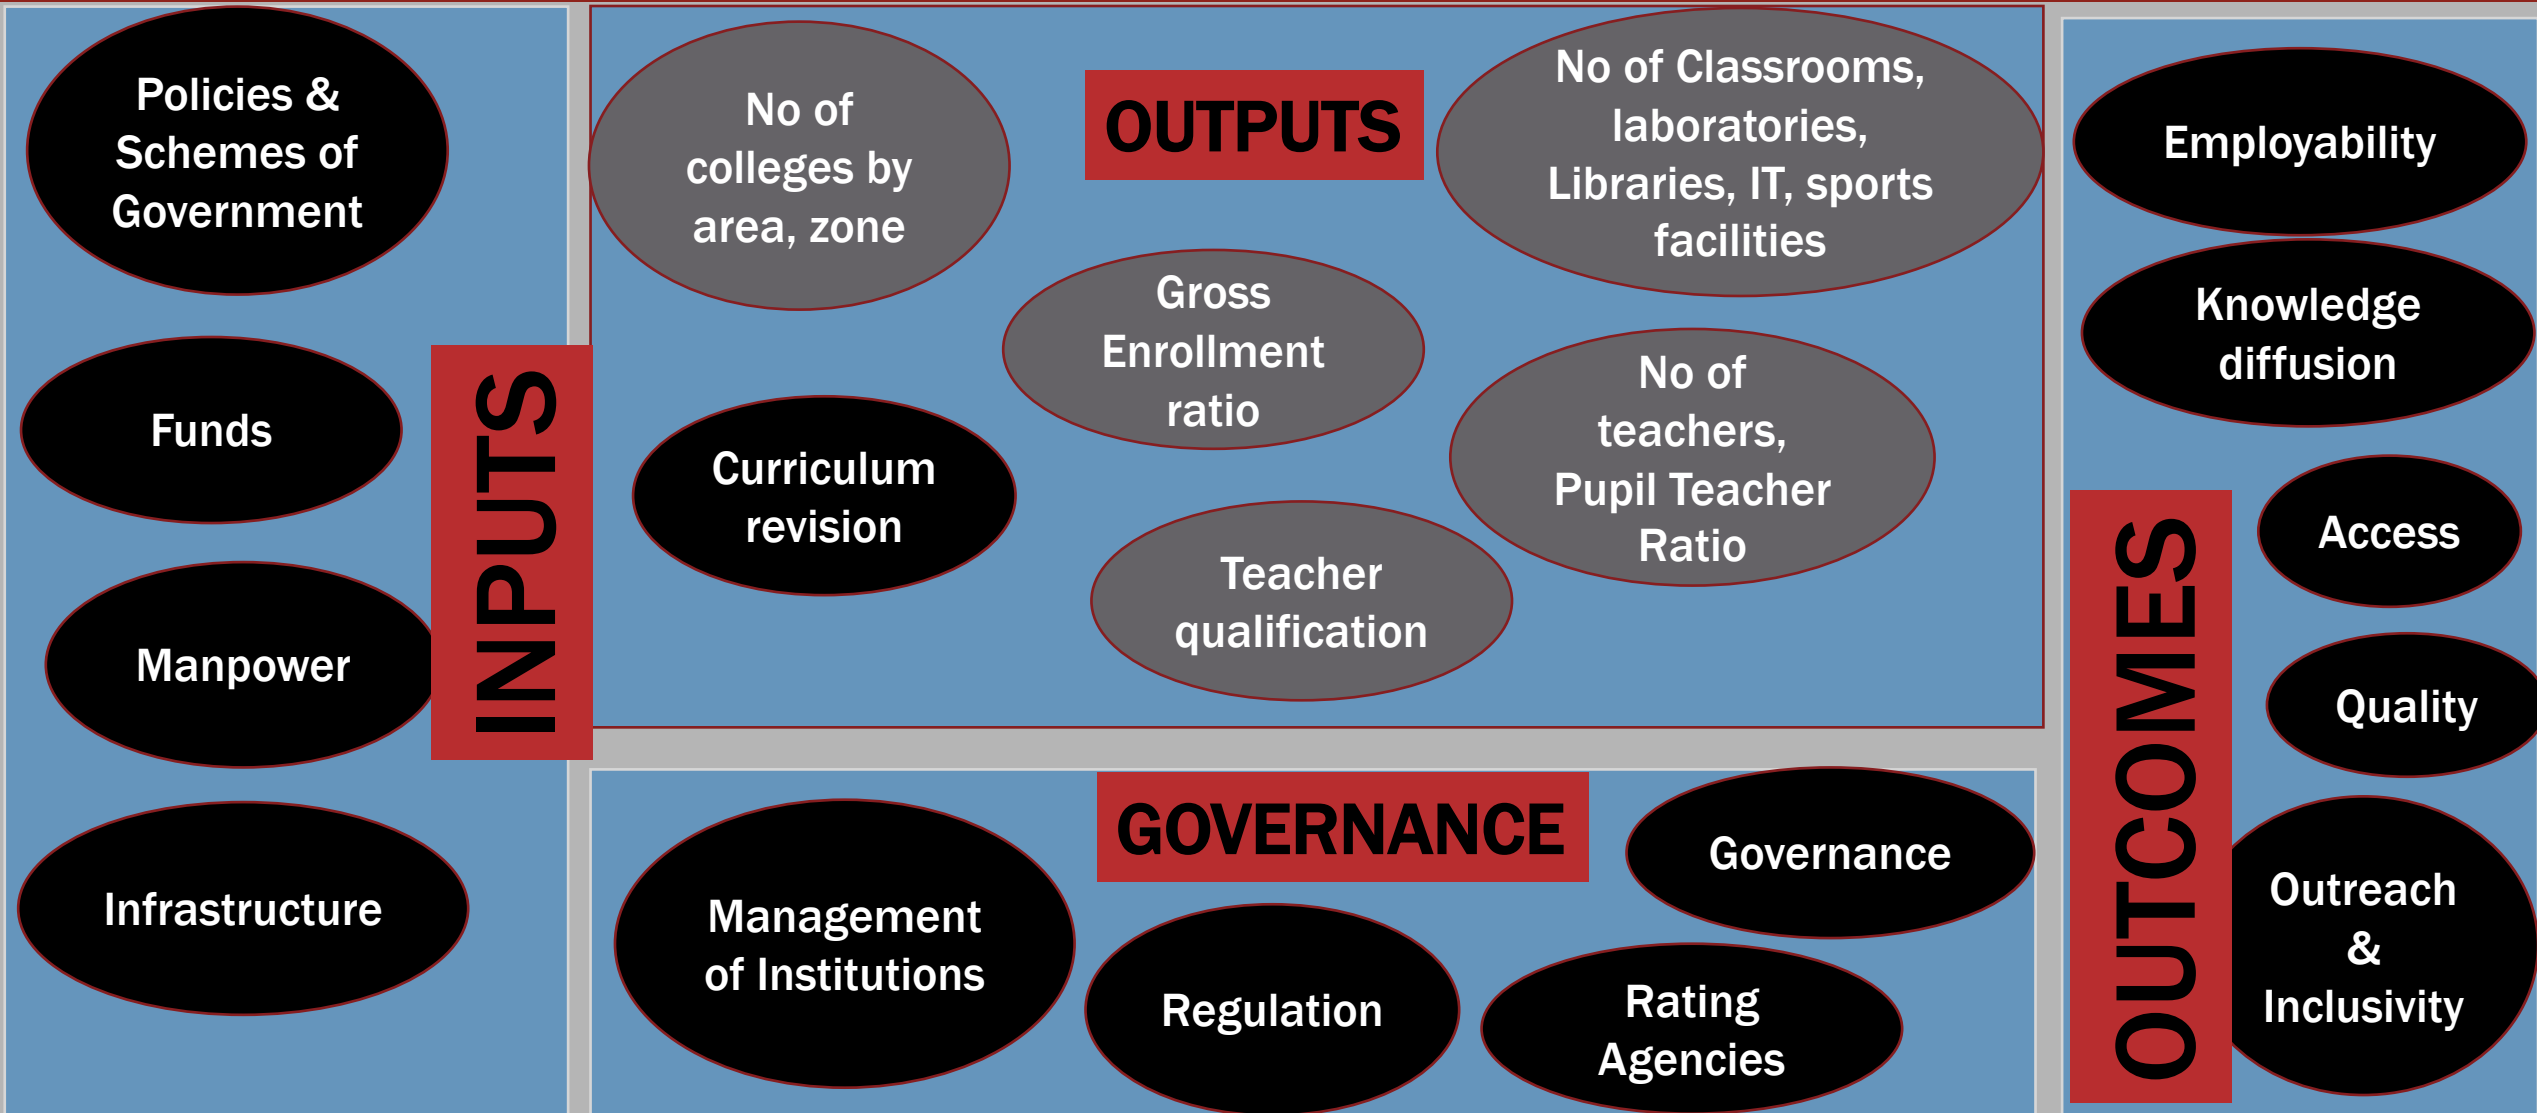 Policies &
Schemes of
Government
Funds
Manpower
Infrastructure
INPUTS
OUTPUTS
No of
colleges by
area, zone
No of Classrooms,
laboratories,
Libraries, IT, sports
facilities
Gross
Enrollment
ratio
No of
teachers,
Pupil Teacher
Ratio
Curriculum
revision
Teacher
qualification
GOVERNANCE
Management
of Institutions
Regulation
Governance
Rating
Agencies
OUTCOMES
Employability
Knowledge
diffusion
Access
Quality
Outreach
&
Inclusivity